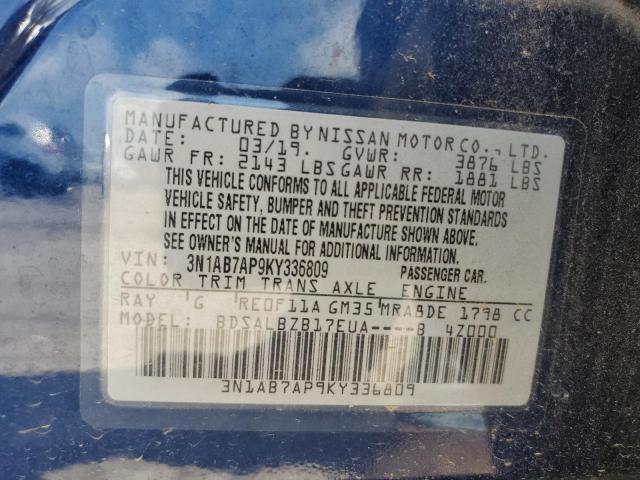 MANUFACTURED BY NISSAN MOTOR CO., LTD.
DATE: 03/19. GVWR: 3876 LBS
GAWR FR: 2143 LBS GAWR RR: 1881 LBS
THIS VEHICLE CONFORMS TO ALL APPLICABLE FEDERAL MOTOR
VEHICLE SAFETY, BUMPER AND THEFT PREVENTION STANDARDS
IN EFFECT ON THE DATE OF MANUFACTURE SHOWN ABOVE.
SEE OWNER'S MANUAL FOR ADDITIONAL INFORMATION.
VIN: 3N1AB7AP9KY336809 PASSENGER CAR.
COLOR TRIM TRANS AXLE ENGINE
RAY G RE0F11A GM35 MRA8DE 1798 CC
MODEL: BDSALBZB17EUA----B 4Z000
3N1AB7AP9KY336809